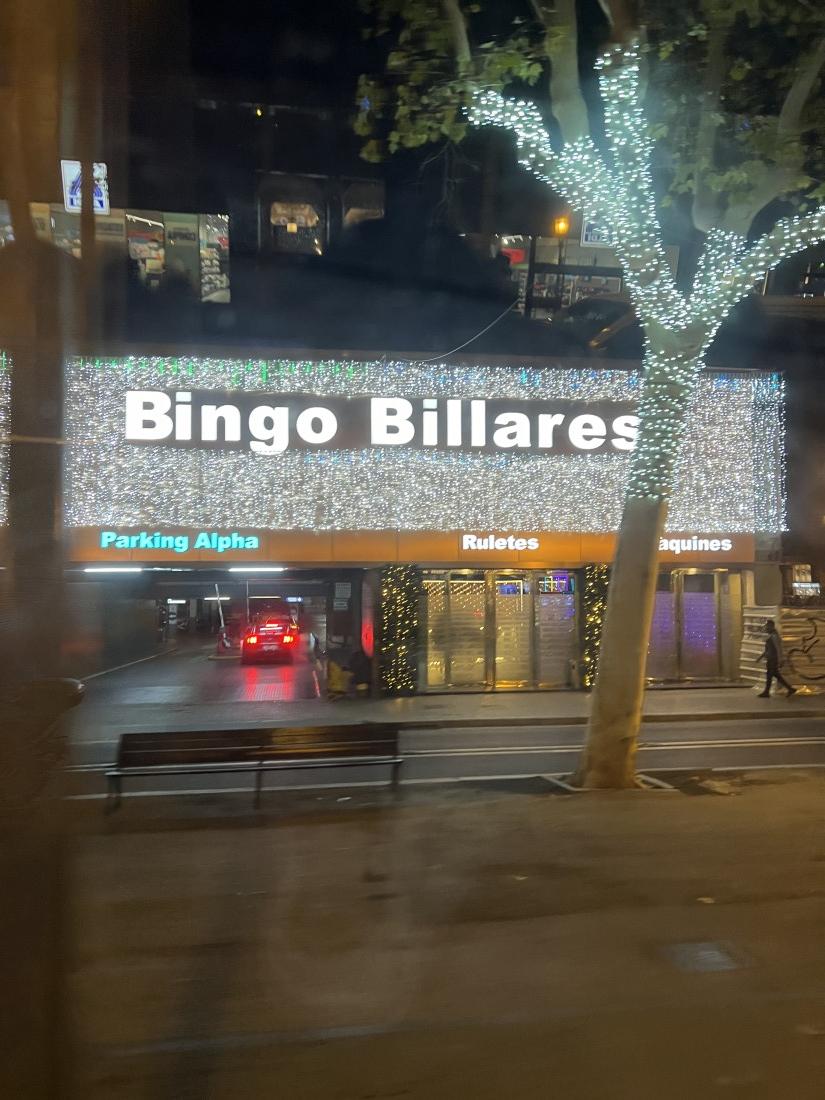 Bingo Billares
Parking Alpha
Ruletes
aquines